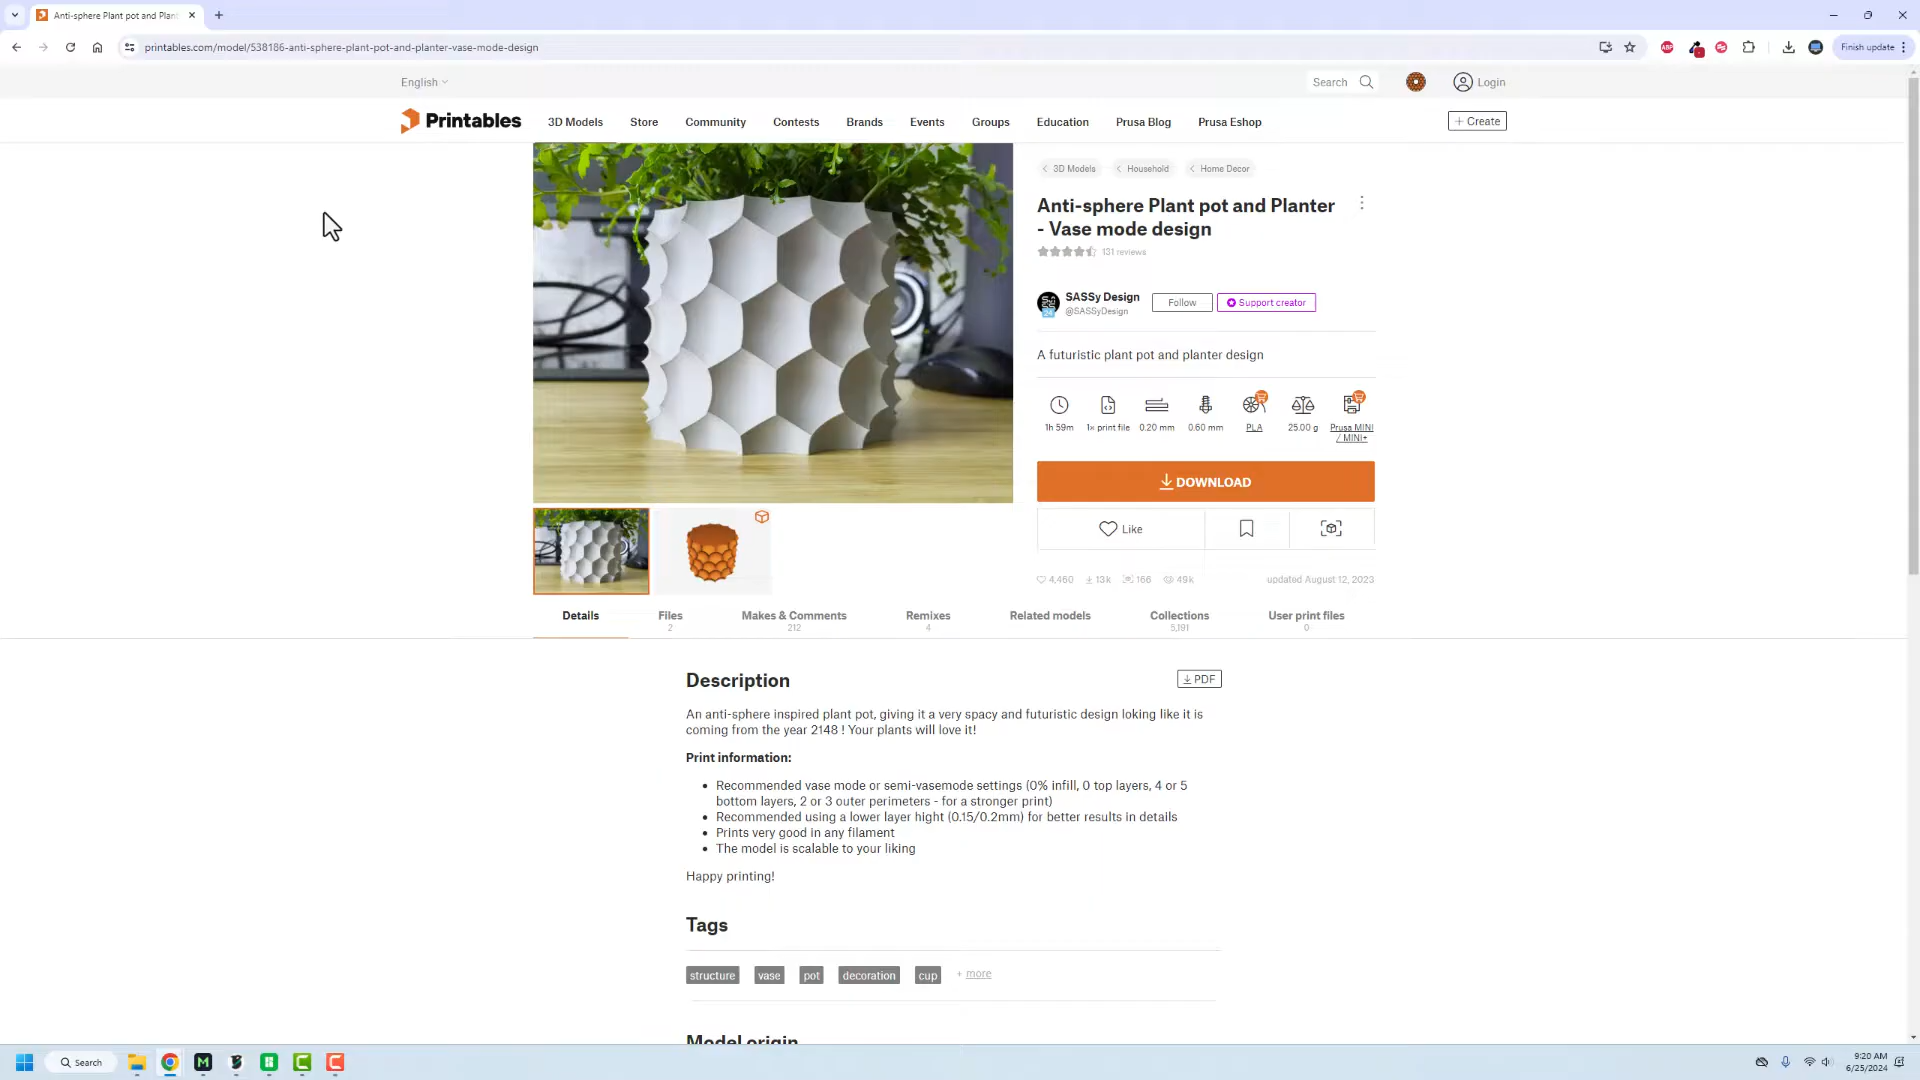 Anti-sphere Plant pot and Plant
printables.com/model/538186-anti-sphere-plant-pot-and-planter-vase-mode-design
ABP
Finish update
English
Search
Login
Printables
3D Models
Store
Community
Contests
Brands
Events
Groups
Education
Prusa Blog
Prusa Eshop
+ Create
3D Models
Household
Home Decor
Anti-sphere Plant pot and Planter
- Vase mode design
131 reviews
SASSy Design
@SASSyDesign
Follow
Support creator
A futuristic plant pot and planter design
1h 59m
1× print file
0.20 mm
0.60 mm
PLA
25.00 g
Prusa MINI
/ MINI+
DOWNLOAD
Like
4,460
13k
166
49k
updated August 12, 2023
Details
Files
2
Makes & Comments
212
Remixes
4
Related models
Collections
5,191
User print files
0
Description
PDF
An anti-sphere inspired plant pot, giving it a very spacy and futuristic design loking like it is
coming from the year 2148 ! Your plants will love it!
Print information:
Recommended vase mode or semi-vasemode settings (0% infill, 0 top layers, 4 or 5
bottom layers, 2 or 3 outer perimeters - for a stronger print)
Recommended using a lower layer hight (0.15/0.2mm) for better results in details
Prints very good in any filament
The model is scalable to your liking
Happy printing!
Tags
structure
vase
pot
decoration
cup
+ more
Model origin
Search
9:20 AM
6/25/2024